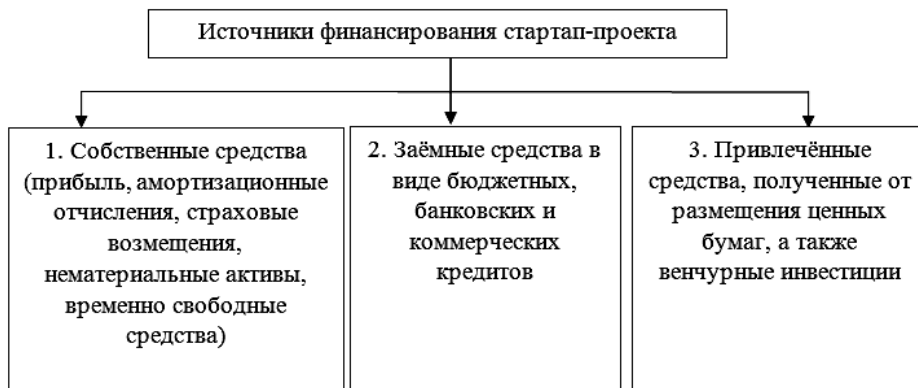 Источники финансирования стартап-проекта
1. Собственные средства
(прибыль, амортизационные
отчисления, страховые
возмещения,
нематериальные активы,
временно свободные
средства)
2. Заёмные средства в
виде бюджетных,
банковских и
коммерческих
кредитов
3. Привлечённые
средства, полученные от
размещения ценных
бумаг, а также
венчурные инвестиции